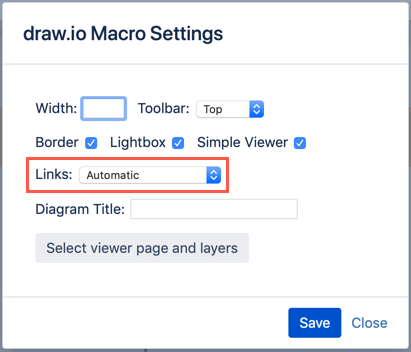 draw.io Macro Settings
Width: Toolbar: Top
Border Lightbox Simple Viewer
Links: Automatic
Diagram Title:
Select viewer page and layers
Save Close